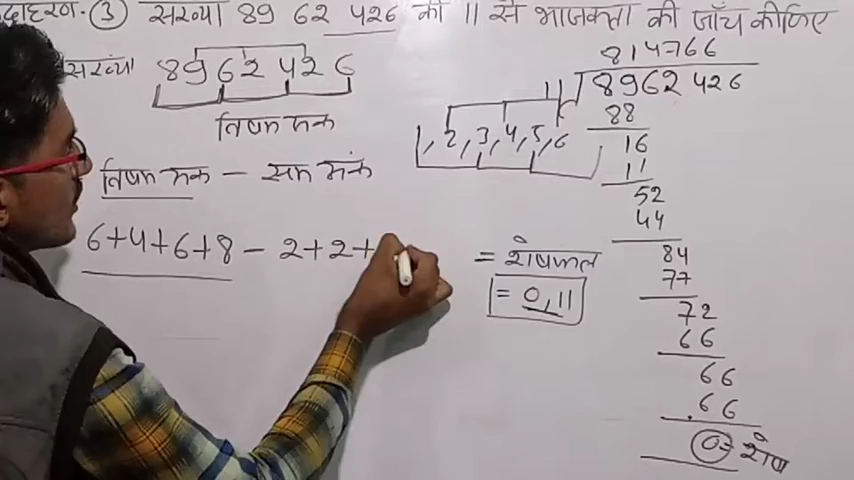 दाहरण. ③ संख्या 89 62 426 की 11 से भाजकता की जाँच कीजिए
संख्या 8962426
विषम अंक
विषम अंक - सम अंक
6+4+6+8 - 2+2+
1, 2, 3, 4, 5, 6
= शेषफल
= 0, 11
814766
11 8962426
88
16
11
52
44
84
77
72
66
66
66
0 = शेष